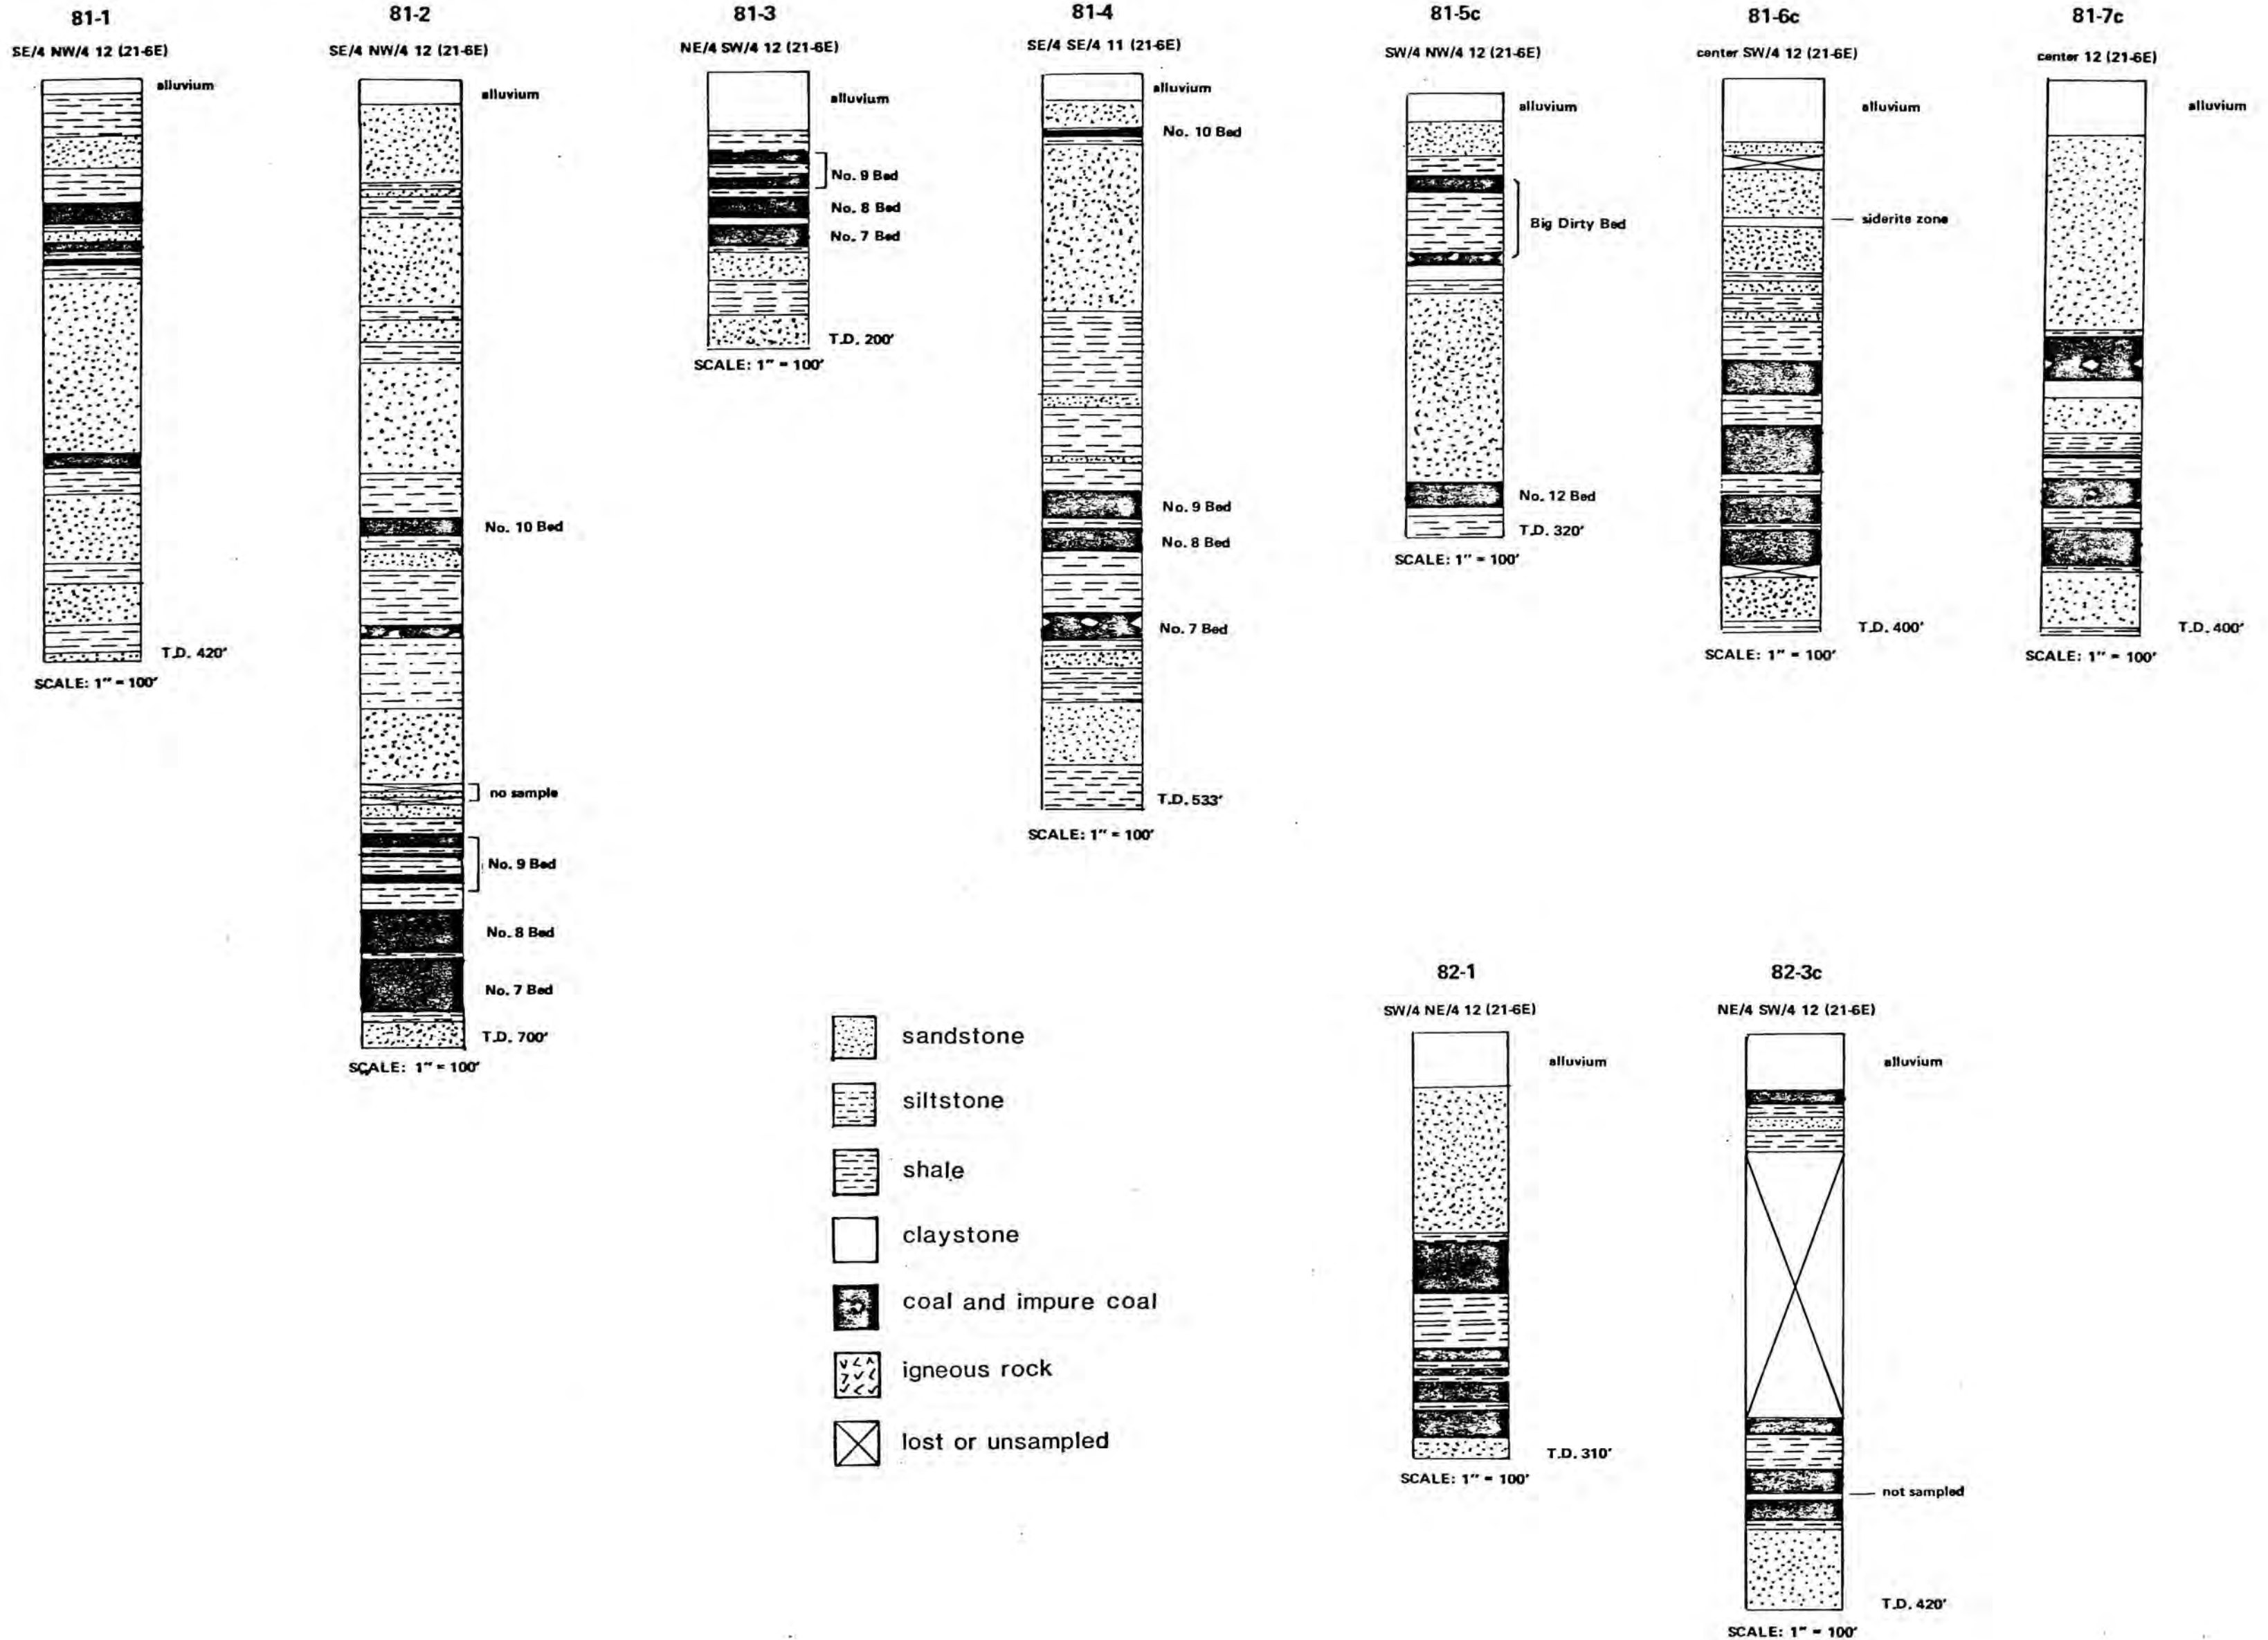 81-1
SE/4 NW/4 12 (21-6E)
alluvium
T.D. 420'
SCALE: 1" = 100'
81-2
SE/4 NW/4 12 (21-6E)
alluvium
No. 10 Bed
no sample
No. 9 Bed
No. 8 Bed
No. 7 Bed
T.D. 700'
SCALE: 1" = 100'
81-3
NE/4 SW/4 12 (21-6E)
alluvium
No. 9 Bed
No. 8 Bed
No. 7 Bed
T.D. 200'
SCALE: 1" = 100'
81-4
SE/4 SE/4 11 (21-6E)
alluvium
No. 10 Bed
No. 9 Bed
No. 8 Bed
No. 7 Bed
T.D. 533'
SCALE: 1" = 100'
81-5c
SW/4 NW/4 12 (21-6E)
alluvium
Big Dirty Bed
No. 12 Bed
T.D. 320'
SCALE: 1" = 100'
81-6c
center SW/4 12 (21-6E)
alluvium
siderite zone
T.D. 400'
SCALE: 1" = 100'
81-7c
center 12 (21-6E)
alluvium
T.D. 400'
SCALE: 1" = 100'
sandstone
siltstone
shale
claystone
coal and impure coal
igneous rock
lost or unsampled
82-1
SW/4 NE/4 12 (21-6E)
alluvium
T.D. 310'
SCALE: 1" = 100'
82-3c
NE/4 SW/4 12 (21-6E)
alluvium
not sampled
T.D. 420'
SCALE: 1" = 100'